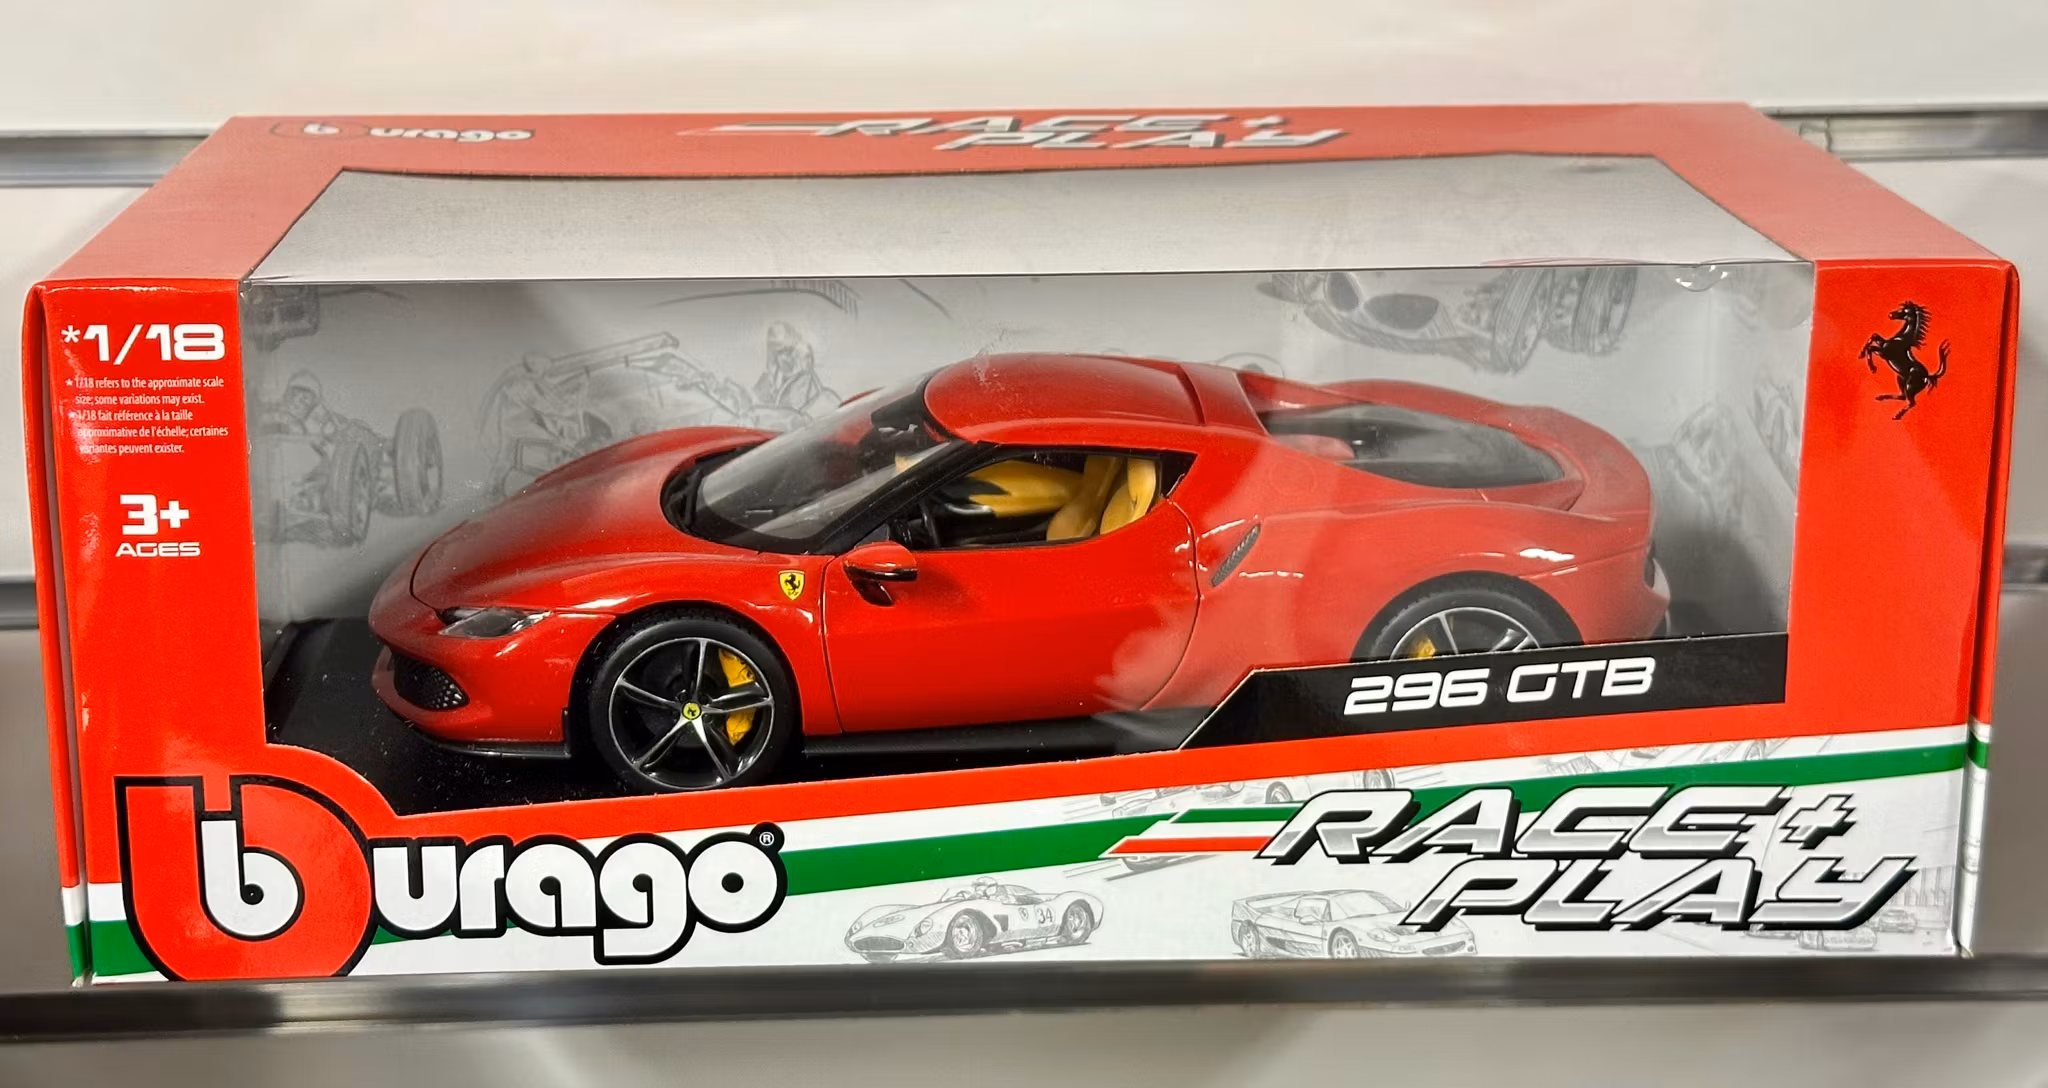 Burago
RACE+
PLAY
*1/18
* 1/18 refers to the approximate scale
size; some variations may exist.
* 1/18 fait référence à la taille
approximative de l'échelle; certaines
variantes peuvent exister.
3+
AGES
296 GTB
Burago®
RACE+
PLAY
34